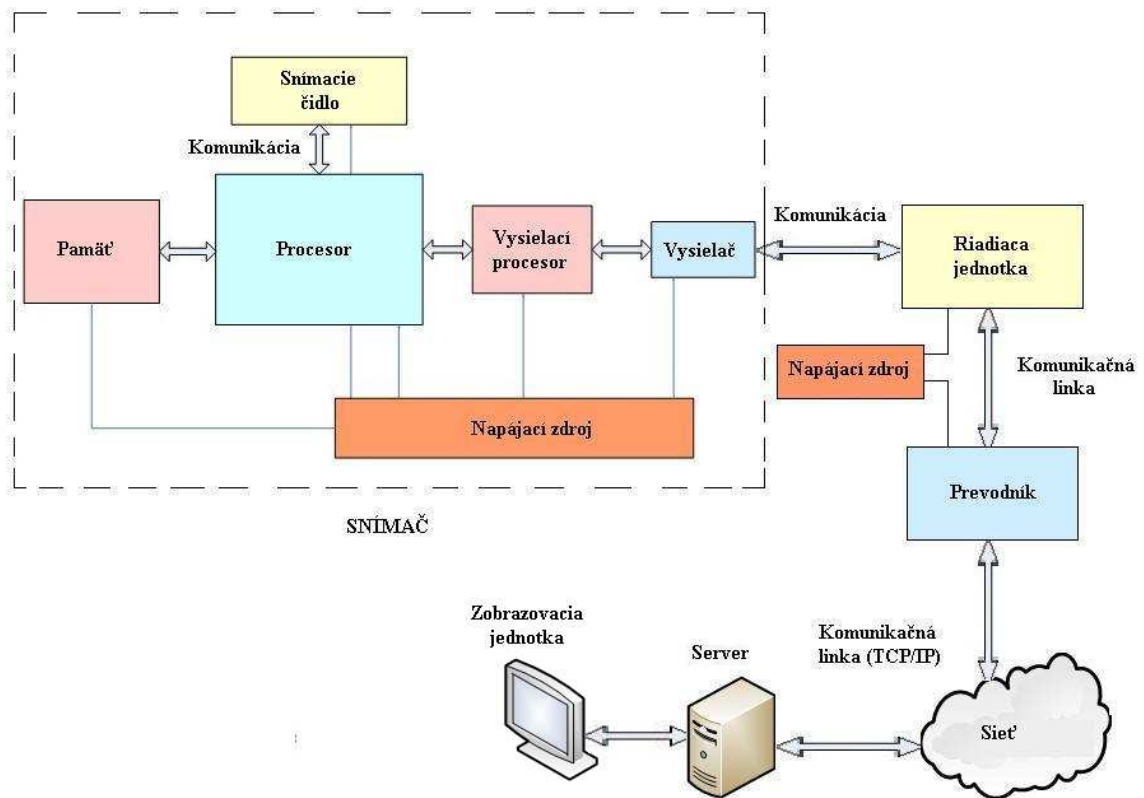 Snímacie
čidlo
Komunikácia
Pamäť
Procesor
Vysielací
procesor
Vysielač
Komunikácia
Riadiaca
jednotka
Napájací zdroj
Napájací zdroj
Komunikačná
linka
Prevodník
SNÍMAČ
Zobrazovacia
jednotka
Server
Komunikačná
linka (TCP/IP)
Sieť